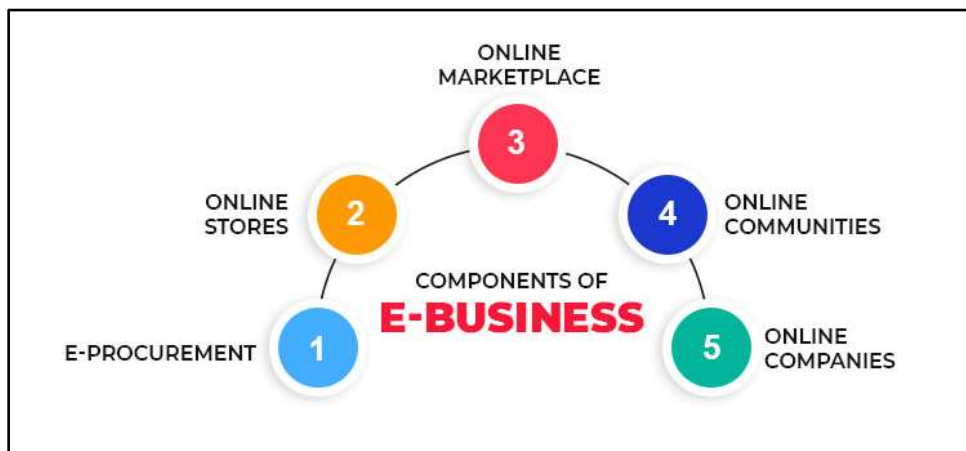 COMPONENTS OF
E-BUSINESS
1
E-PROCUREMENT
2
ONLINE
STORES
3
ONLINE
MARKETPLACE
4
ONLINE
COMMUNITIES
5
ONLINE
COMPANIES